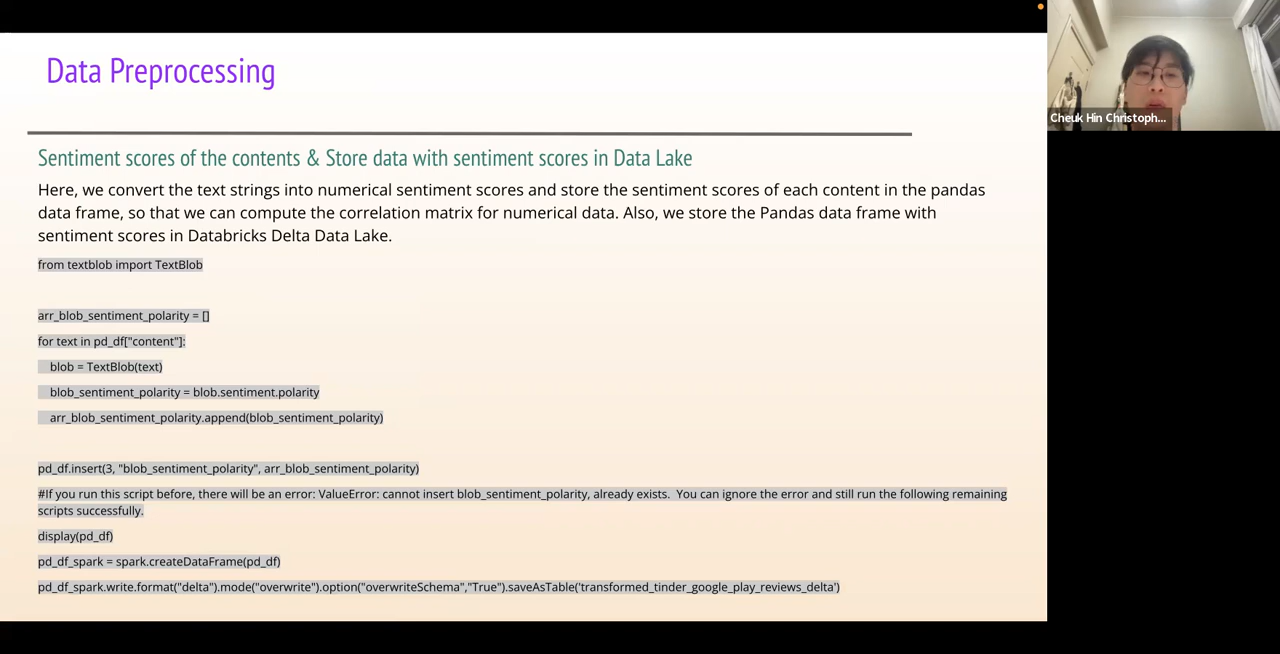 Data Preprocessing
Cheuk Hin Christoph...
Sentiment scores of the contents & Store data with sentiment scores in Data Lake
Here, we convert the text strings into numerical sentiment scores and store the sentiment scores of each content in the pandas
data frame, so that we can compute the correlation matrix for numerical data. Also, we store the Pandas data frame with
sentiment scores in Databricks Delta Data Lake.
from textblob import TextBlob
arr_blob_sentiment_polarity = []
for text in pd_df["content"]:
    blob = TextBlob(text)
    blob_sentiment_polarity = blob.sentiment.polarity
    arr_blob_sentiment_polarity.append(blob_sentiment_polarity)
pd_df.insert(3, "blob_sentiment_polarity", arr_blob_sentiment_polarity)
#If you run this script before, there will be an error: ValueError: cannot insert blob_sentiment_polarity, already exists.  You can ignore the error and still run the following remaining
scripts successfully.
display(pd_df)
pd_df_spark = spark.createDataFrame(pd_df)
pd_df_spark.write.format("delta").mode("overwrite").option("overwriteSchema","True").saveAsTable('transformed_tinder_google_play_reviews_delta')